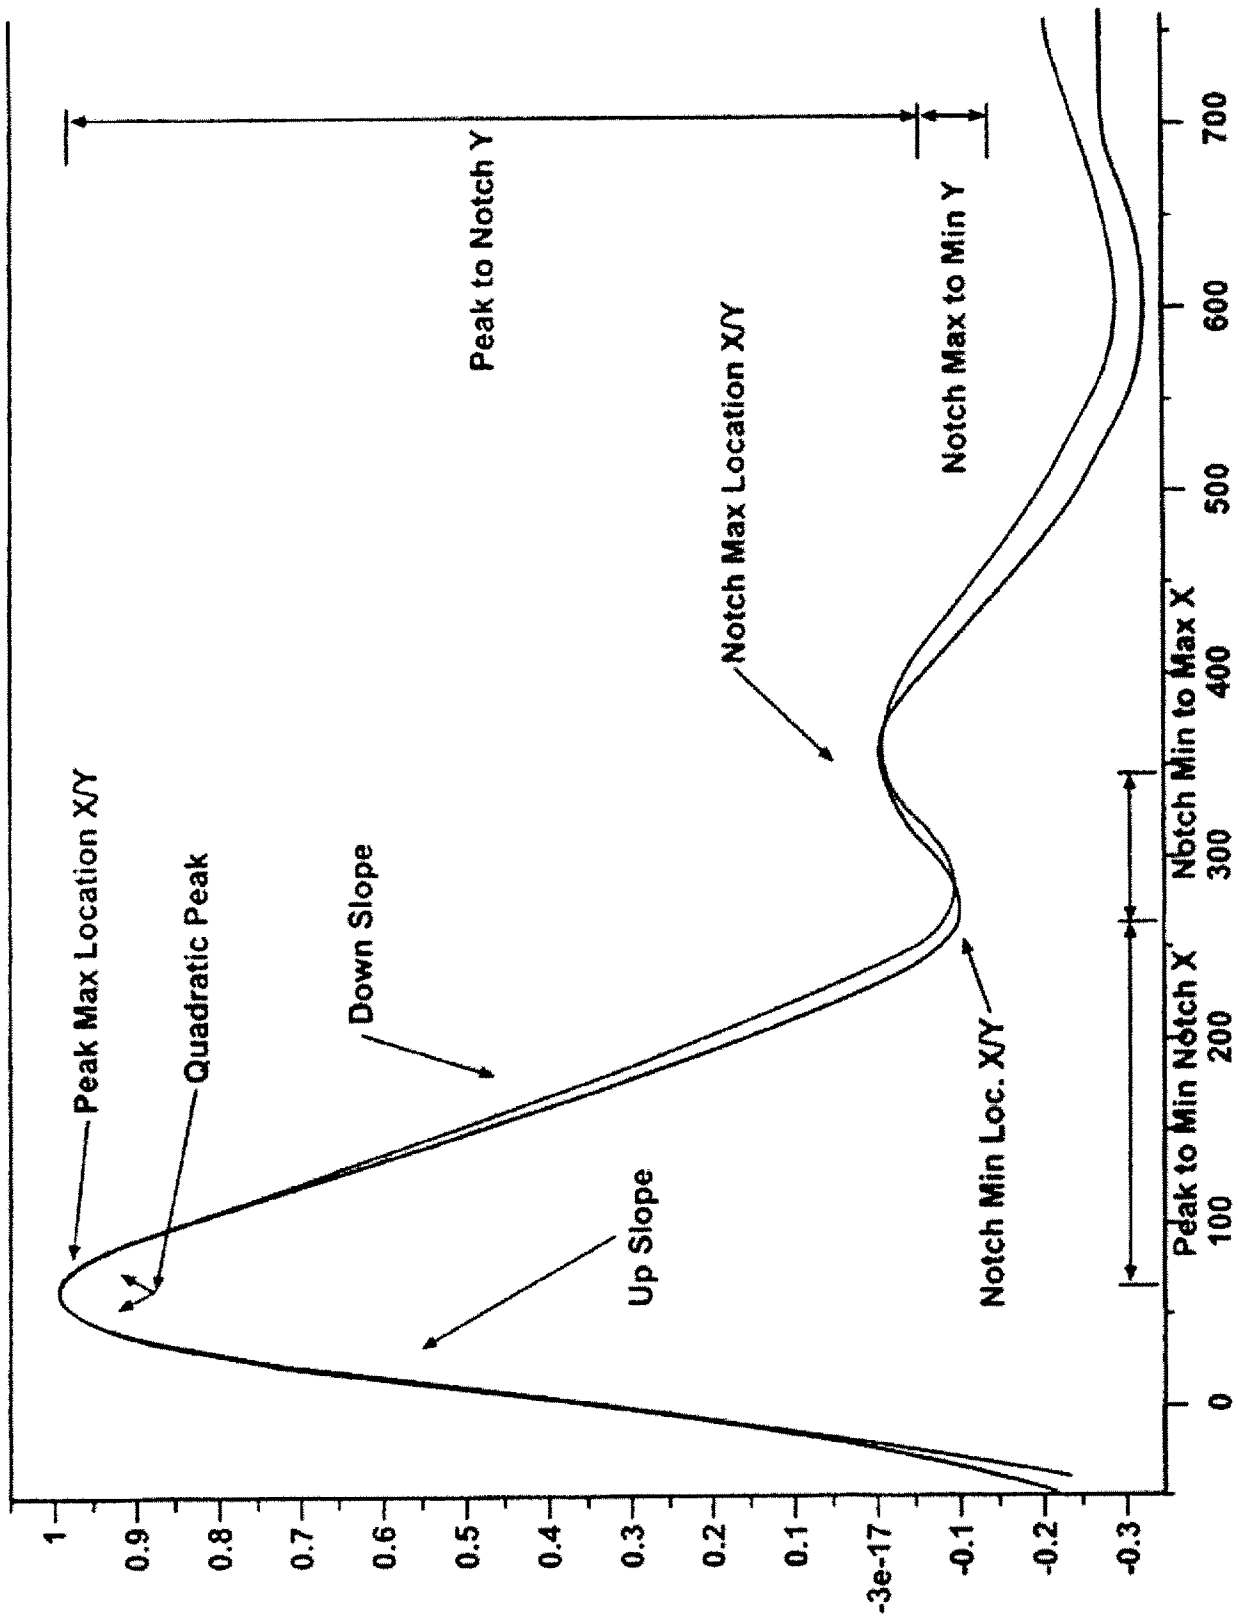 Peak Max Location X/Y
Quadratic Peak
Down Slope
Up Slope
Peak to Notch Y
Notch Max Location X/Y
Notch Max to Min Y
Notch Min Loc. X/Y
Peak to Min Notch X
Notch Min to Max X
1
0.9
0.8
0.7
0.6
0.5
0.4
0.3
0.2
0.1
-3e-17
-0.1
-0.2
-0.3
0
100
200
300
400
500
600
700